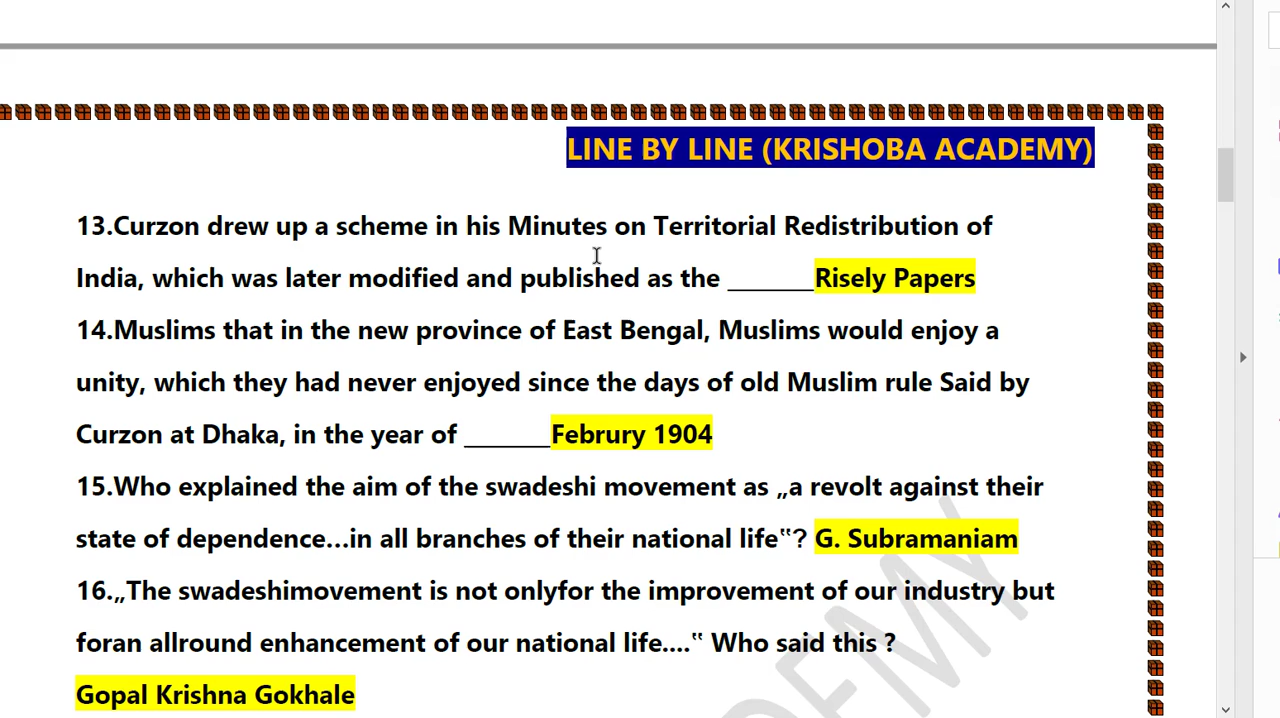 LINE BY LINE (KRISHOBA ACADEMY)
13.Curzon drew up a scheme in his Minutes on Territorial Redistribution of
India, which was later modified and published as the _______Risely Papers
14.Muslims that in the new province of East Bengal, Muslims would enjoy a
unity, which they had never enjoyed since the days of old Muslim rule Said by
Curzon at Dhaka, in the year of _______Februry 1904
15.Who explained the aim of the swadeshi movement as „a revolt against their
state of dependence…in all branches of their national life‟? G. Subramaniam
16.„The swadeshimovement is not onlyfor the improvement of our industry but
foran allround enhancement of our national life....‟ Who said this ?
Gopal Krishna Gokhale